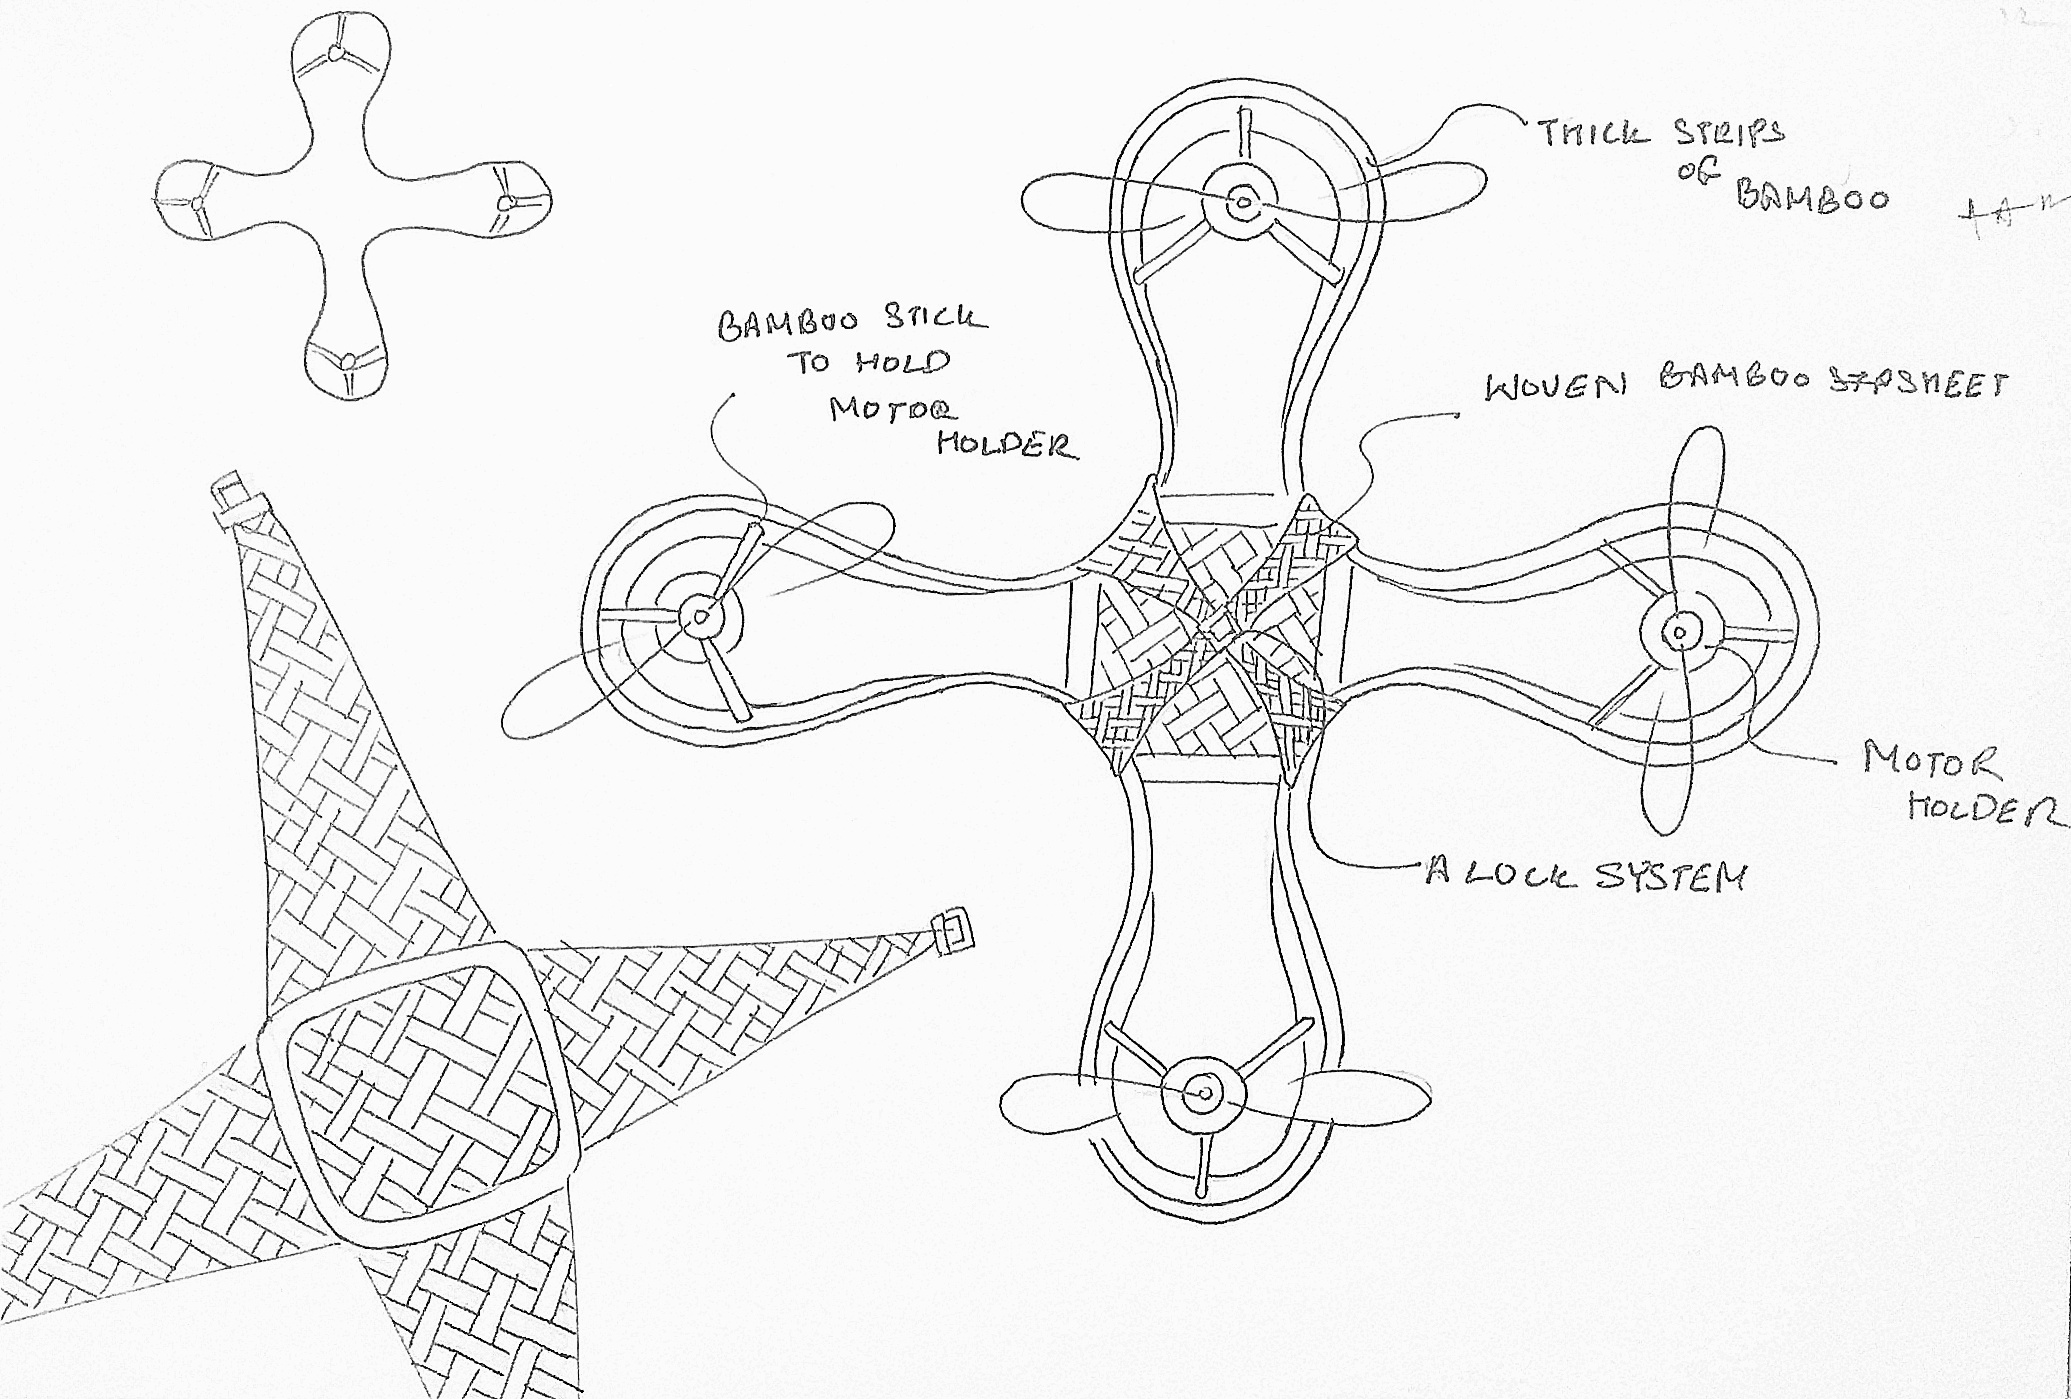 THICK STRIPS
OF
BAMBOO
BAMBOO STICK
TO HOLD
MOTOR
HOLDER
WOVEN BAMBOO SHEET
MOTOR
HOLDER
A LOCK SYSTEM